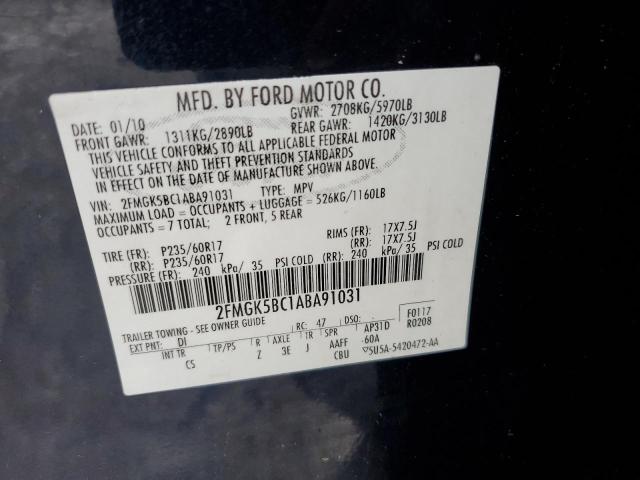 MFD. BY FORD MOTOR CO.
DATE: 01/10 GVWR: 2708KG/5970LB
FRONT GAWR: 1311KG/2890LB REAR GAWR: 1420KG/3130LB
THIS VEHICLE CONFORMS TO ALL APPLICABLE FEDERAL MOTOR
VEHICLE SAFETY AND THEFT PREVENTION STANDARDS
IN EFFECT ON THE DATE OF MANUFACTURE SHOWN ABOVE.
VIN: 2FMGK5BC1ABA91031 TYPE: MPV
MAXIMUM LOAD = OCCUPANTS + LUGGAGE = 526KG/1160LB
OCCUPANTS = 7 TOTAL; 2 FRONT, 5 REAR
TIRE (FR): P235/60R17 RIMS (FR): 17X7.5J
(RR): P235/60R17 (RR): 17X7.5J
PRESSURE (FR): 240 kPa/ 35 PSI COLD (RR): 240 kPa/ 35 PSI COLD
2FMGK5BC1ABA91031
TRAILER TOWING - SEE OWNER GUIDE RC: 47 DSO: F0117
EXT PNT: DI R AXLE TR SPR AP31D R0208
INT TR TP/PS Z 3E J AAFF 60A
CS CBU 5U5A-5420472-AA